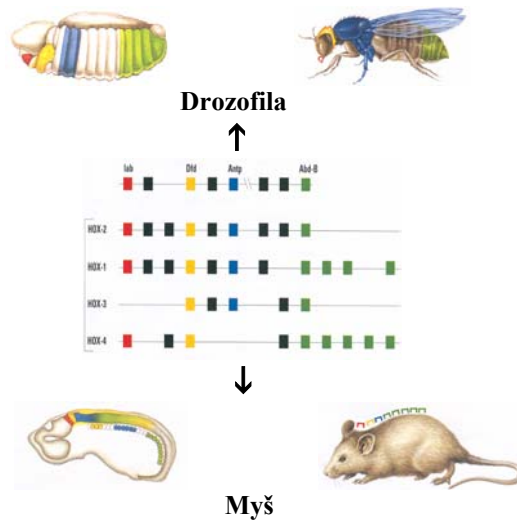 Drozofila
lab Dfd Antp Abd-B
HOX-2
HOX-1
HOX-3
HOX-4
Myš